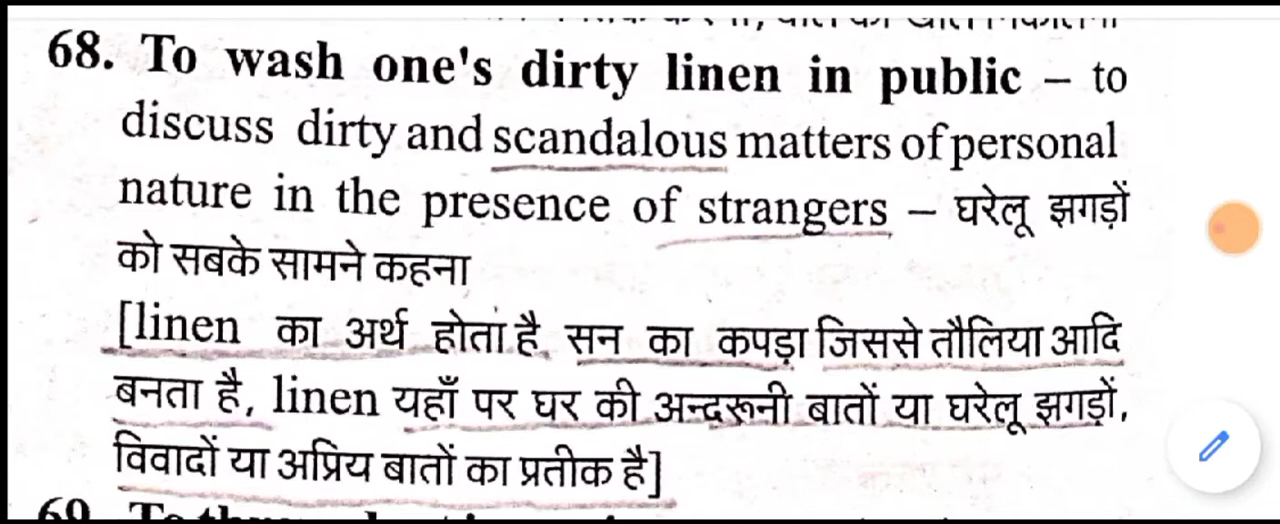 68. To wash one's dirty linen in public – to
discuss dirty and scandalous matters of personal
nature in the presence of strangers – घरेलू झगड़ों
को सबके सामने कहना
[linen का अर्थ होता है सन का कपड़ा जिससे तौलिया आदि
बनता है, linen यहाँ पर घर की अन्दरूनी बातों या घरेलू झगड़ों,
विवादों या अप्रिय बातों का प्रतीक है]
69. To